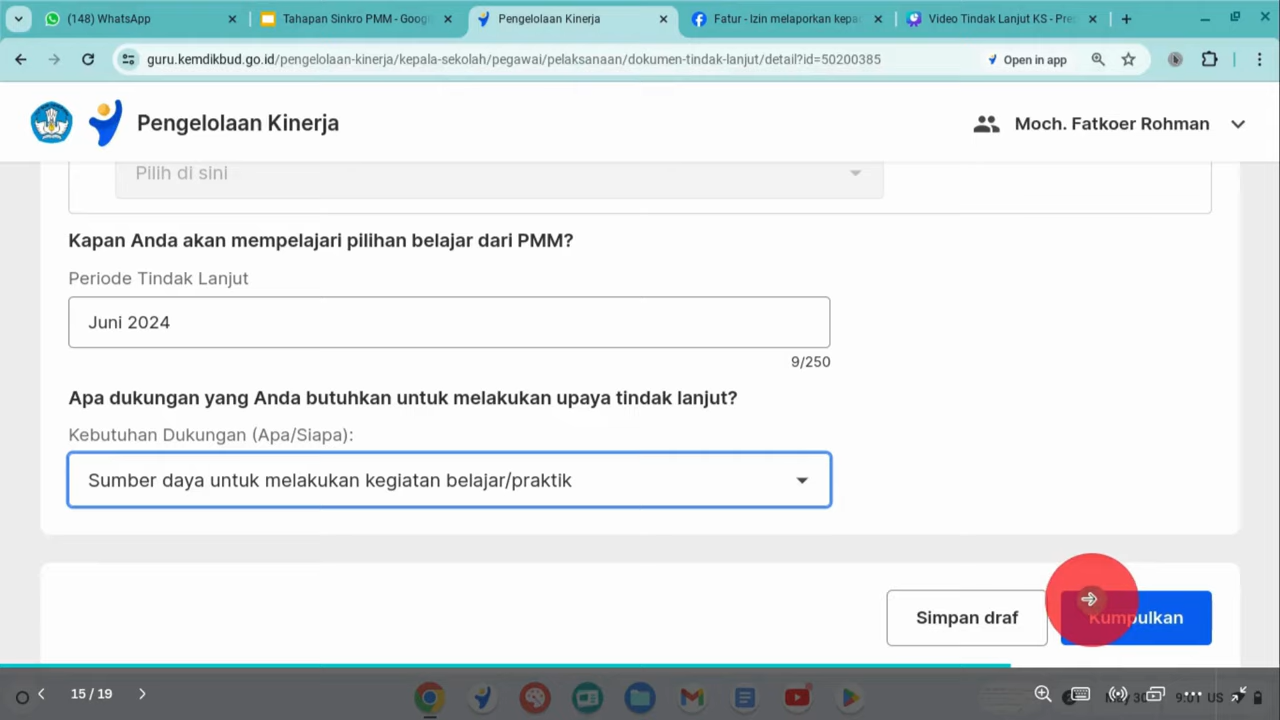 (148) WhatsApp
Tahapan Sinkro PMM - Goog
Pengelolaan Kinerja
Fatur - Izin melaporkan kepa
Video Tindak Lanjut KS - Pre
guru.kemdikbud.go.id/pengelolaan-kinerja/kepala-sekolah/pegawai/pelaksanaan/dokumen-tindak-lanjut/detail?id=50200385
Open in app
Pengelolaan Kinerja
Moch. Fatkoer Rohman
Pilih di sini
Kapan Anda akan mempelajari pilihan belajar dari PMM?
Periode Tindak Lanjut
Juni 2024
9/250
Apa dukungan yang Anda butuhkan untuk melakukan upaya tindak lanjut?
Kebutuhan Dukungan (Apa/Siapa):
Sumber daya untuk melakukan kegiatan belajar/praktik
Simpan draf
Kumpulkan
15 / 19
9:01 US